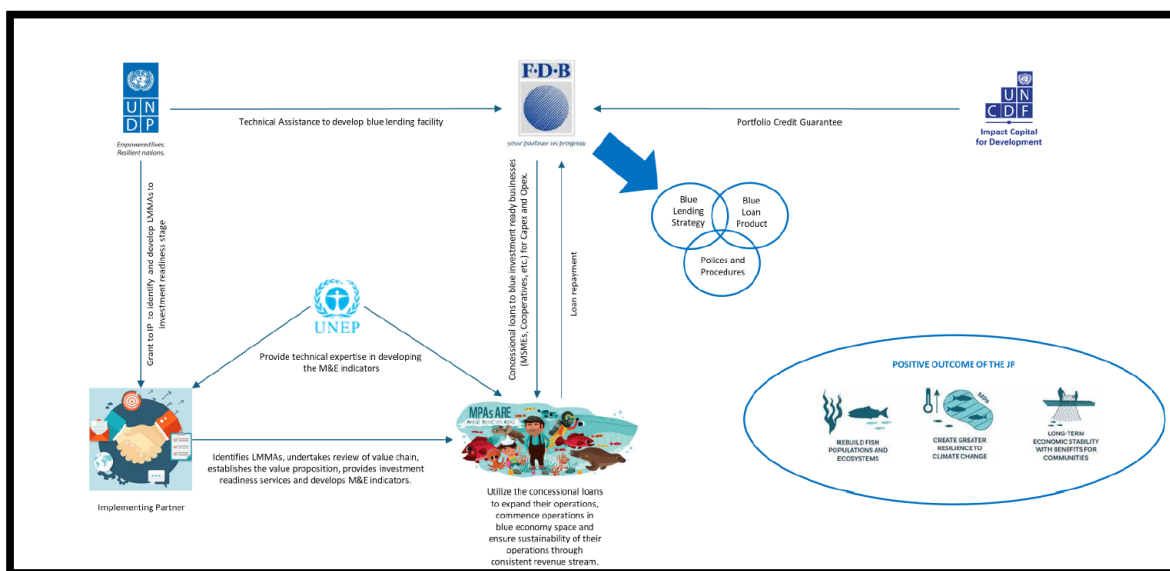 UN
DP
Empowered lives.
Resilient nations.
Technical Assistance to develop blue lending facility
F·D·B
your partner in progress
Portfolio Credit Guarantee
UN
CDF
Impact Capital
for Development
Grant to IP to identify and develop LMMAs to
investment readiness stage
Concessional loans to blue investment ready businesses
(MSMEs, Cooperatives, etc.) for Capex and Opex.
Loan repayment
Blue
Lending
Strategy
Blue
Loan
Product
Polices and
Procedures
UNEP
Provide technical expertise in developing
the M&E indicators
Implementing Partner
Identifies LMMAs, undertakes review of value chain,
establishes the value proposition, provides investment
readiness services and develops M&E indicators.
MPAs ARE
Utilize the concessional loans
to expand their operations,
commence operations in
blue economy space and
ensure sustainability of their
operations through
consistent revenue stream.
POSITIVE OUTCOME OF THE JP
REBUILD FISH
POPULATIONS AND
ECOSYSTEMS
MPA
CREATE GREATER
RESILIENCE TO
CLIMATE CHANGE
LONG-TERM
ECONOMIC STABILITY
WITH BENEFITS FOR
COMMUNITIES